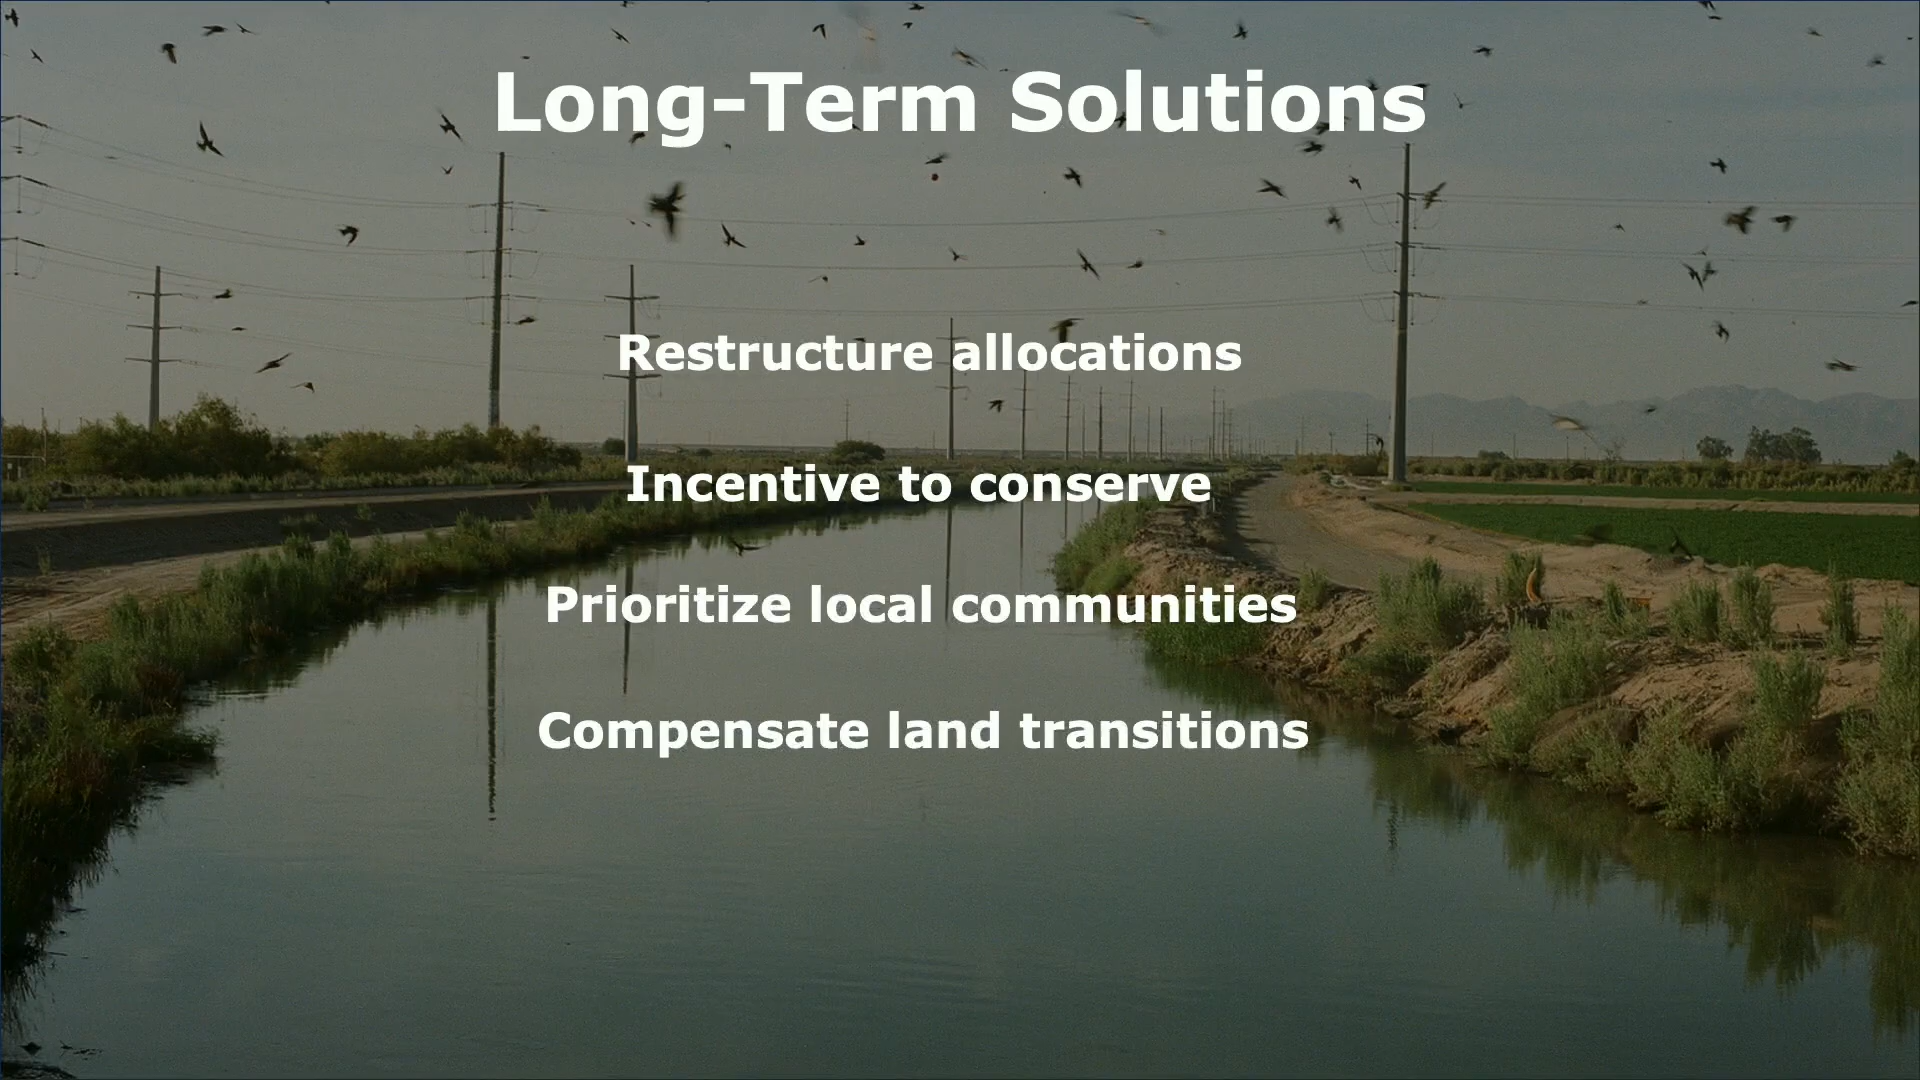 Long-Term Solutions
Restructure allocations
Incentive to conserve
Prioritize local communities
Compensate land transitions